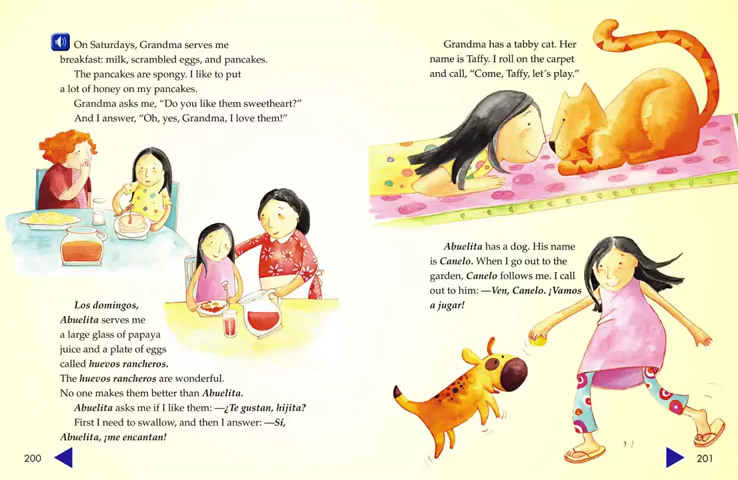 On Saturdays, Grandma serves me
breakfast: milk, scrambled eggs, and pancakes.
The pancakes are spongy. I like to put
a lot of honey on my pancakes.
Grandma asks me, “Do you like them sweetheart?”
And I answer, “Oh, yes, Grandma, I love them!”
Los domingos,
Abuelita serves me
a large glass of papaya
juice and a plate of eggs
called huevos rancheros.
The huevos rancheros are wonderful.
No one makes them better than Abuelita.
Abuelita asks me if I like them: —¿Te gustan, hijita?
First I need to swallow, and then I answer: —Sí,
Abuelita, ¡me encantan!
200
Grandma has a tabby cat. Her
name is Taffy. I roll on the carpet
and call, “Come, Taffy, let´s play.”
Abuelita has a dog. His name
is Canelo. When I go out to the
garden, Canelo follows me. I call
out to him: —Ven, Canelo. ¡Vamos
a jugar!
201